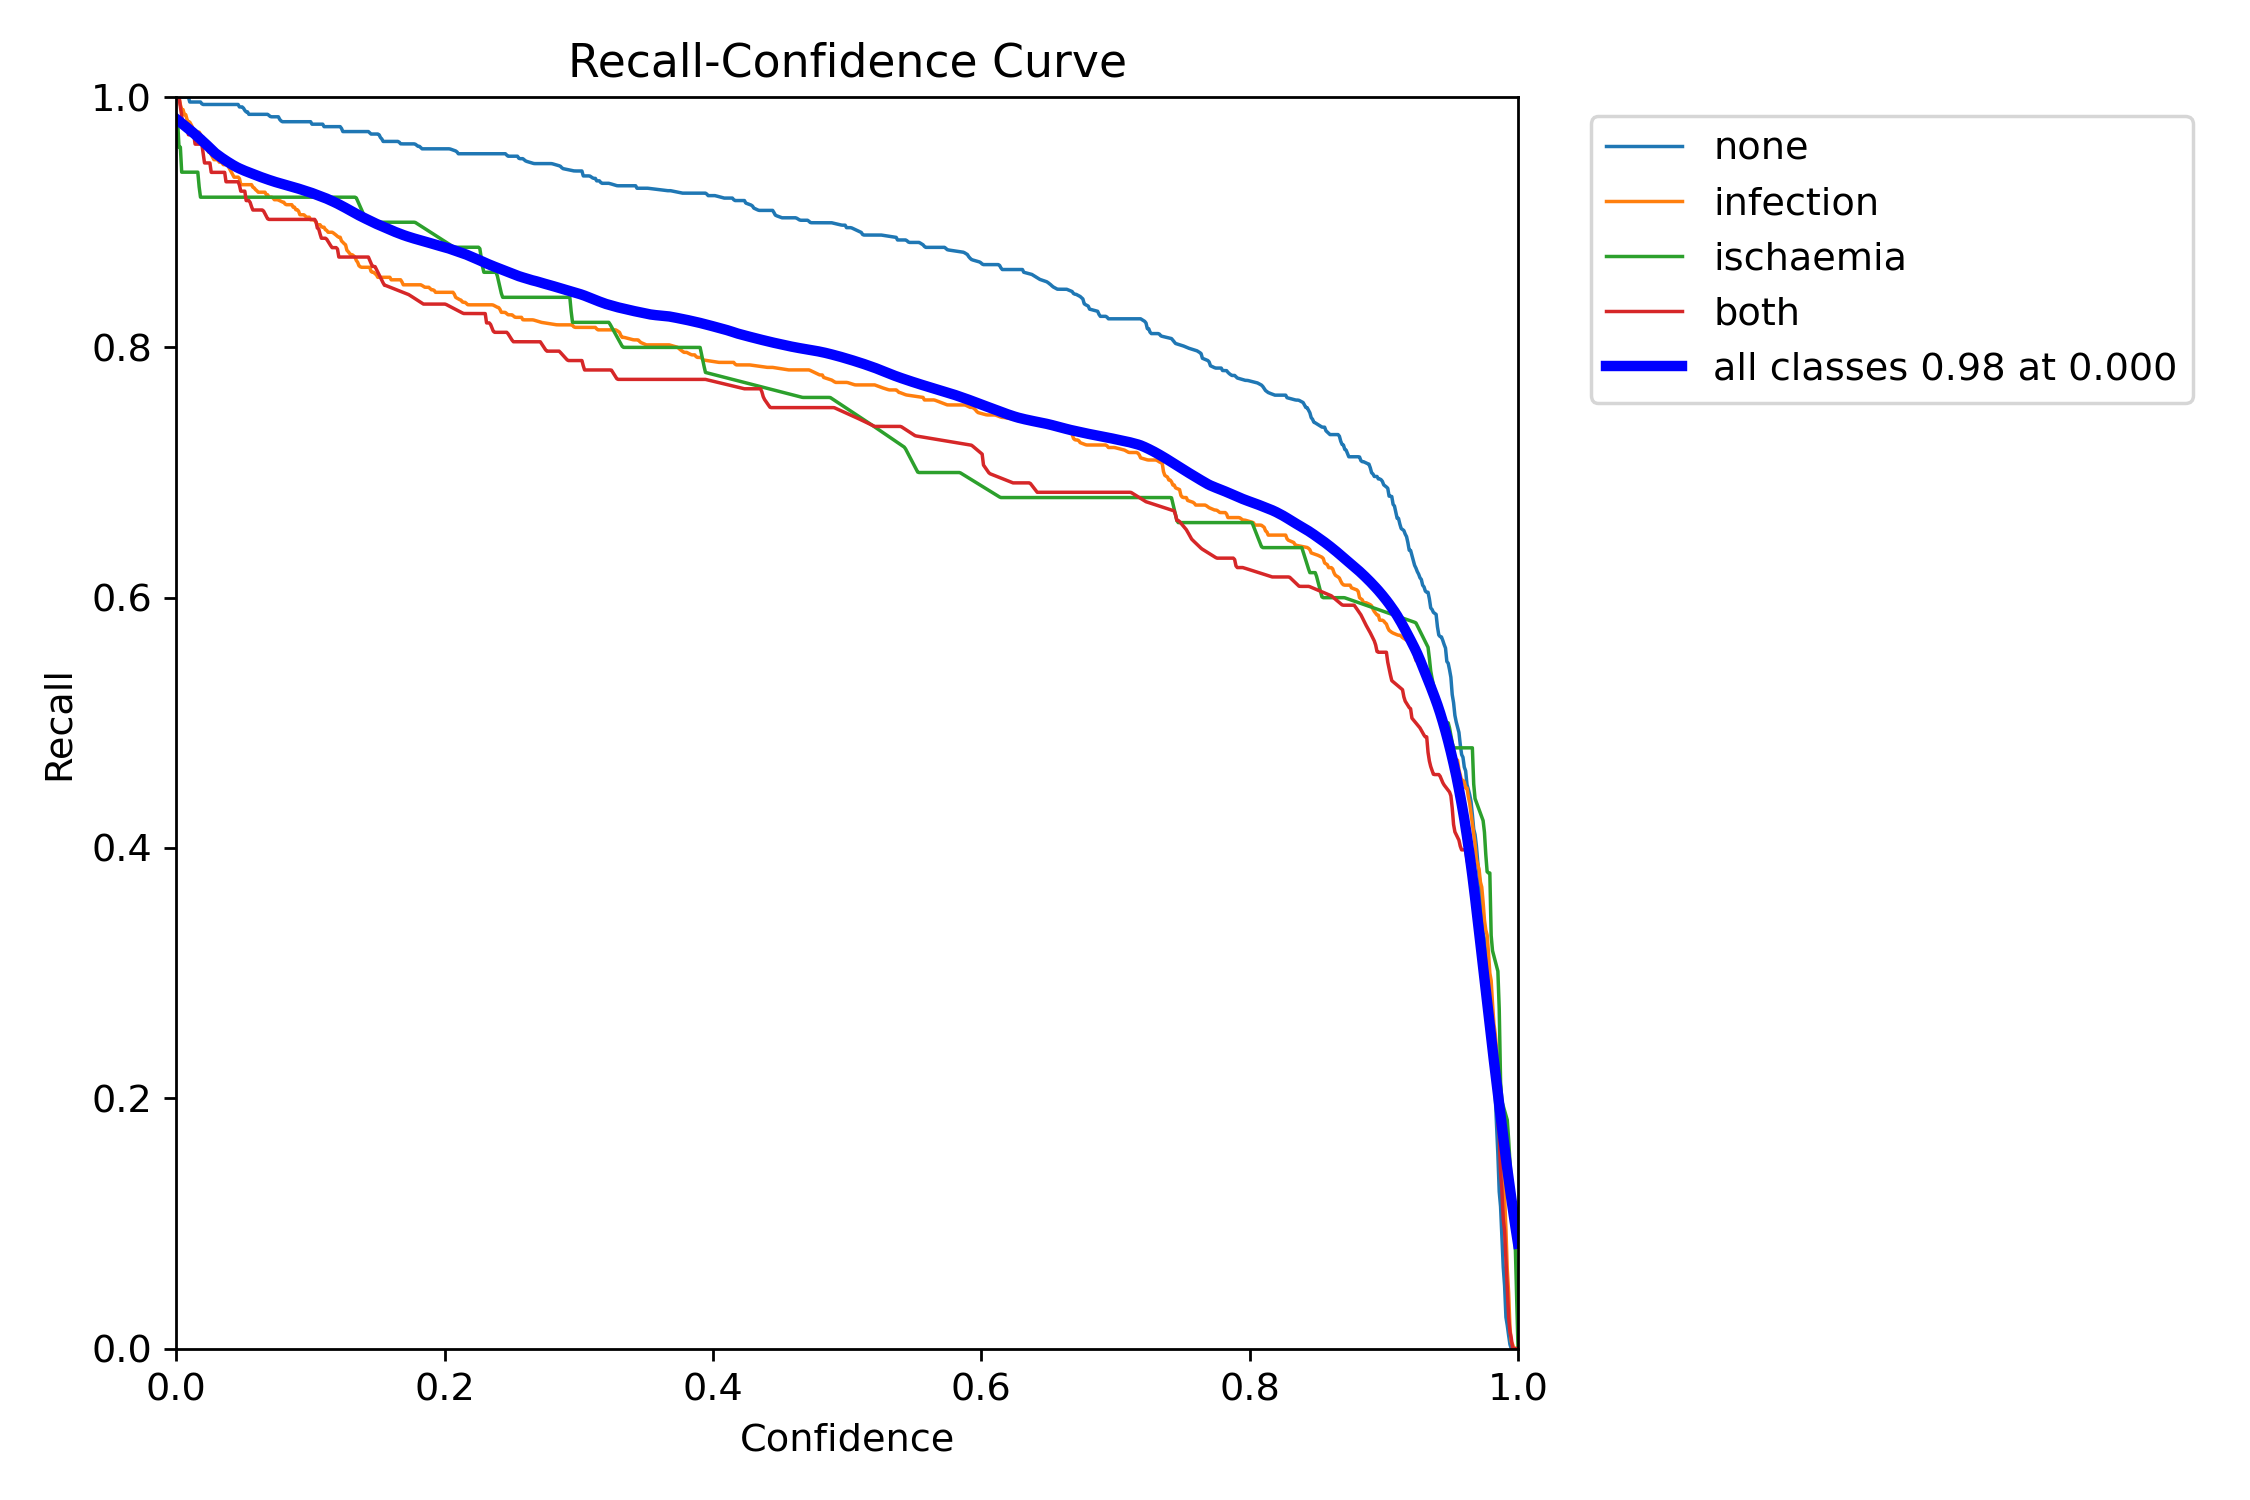 Recall-Confidence Curve
1.0
0.8
0.6
0.4
0.2
0.0
Recall
0.0 0.2 0.4 0.6 0.8 1.0
Confidence
none
infection
ischaemia
both
all classes 0.98 at 0.000